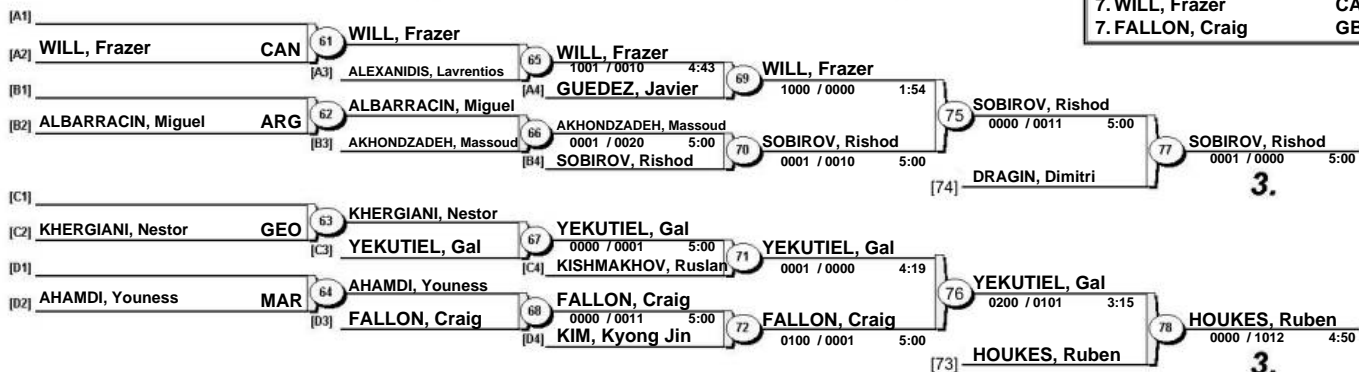 7. WILL, Frazer CA
7. FALLON, Craig GE
[A1]
[A2] WILL, Frazer CAN
61
WILL, Frazer
[A3] ALEXANIDIS, Lavrentios
65
WILL, Frazer
1001 / 0010 4:43
[A4] GUEDEZ, Javier
69
WILL, Frazer
1000 / 0000 1:54
[B1]
[B2] ALBARRACIN, Miguel ARG
62
ALBARRACIN, Miguel
[B3] AKHONDZADEH, Massoud
66
AKHONDZADEH, Massoud
0001 / 0020 5:00
[B4] SOBIROV, Rishod
70
SOBIROV, Rishod
0001 / 0010 5:00
75
SOBIROV, Rishod
0000 / 0011 5:00
[74] DRAGIN, Dimitri
77
SOBIROV, Rishod
0001 / 0000 5:00
3.
[C1]
[C2] KHERGIANI, Nestor GEO
63
KHERGIANI, Nestor
[C3] YEKUTIEL, Gal
67
YEKUTIEL, Gal
0000 / 0001 5:00
[C4] KISHMAKHOV, Ruslan
71
YEKUTIEL, Gal
0001 / 0000 4:19
[D1]
[D2] AHAMDI, Youness MAR
64
AHAMDI, Youness
[D3] FALLON, Craig
68
FALLON, Craig
0000 / 0011 5:00
[D4] KIM, Kyong Jin
72
FALLON, Craig
0100 / 0001 5:00
76
YEKUTIEL, Gal
0200 / 0101 3:15
[73] HOUKES, Ruben
78
HOUKES, Ruben
0000 / 1012 4:50
3.